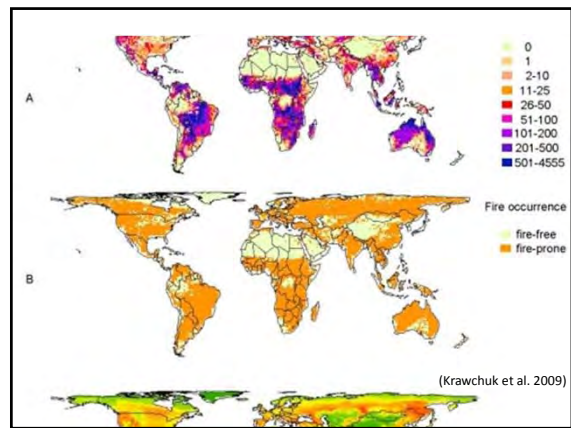 A
0
1
2-10
11-25
26-50
51-100
101-200
201-500
501-4555
B
Fire occurrence
fire-free
fire-prone
(Krawchuk et al. 2009)